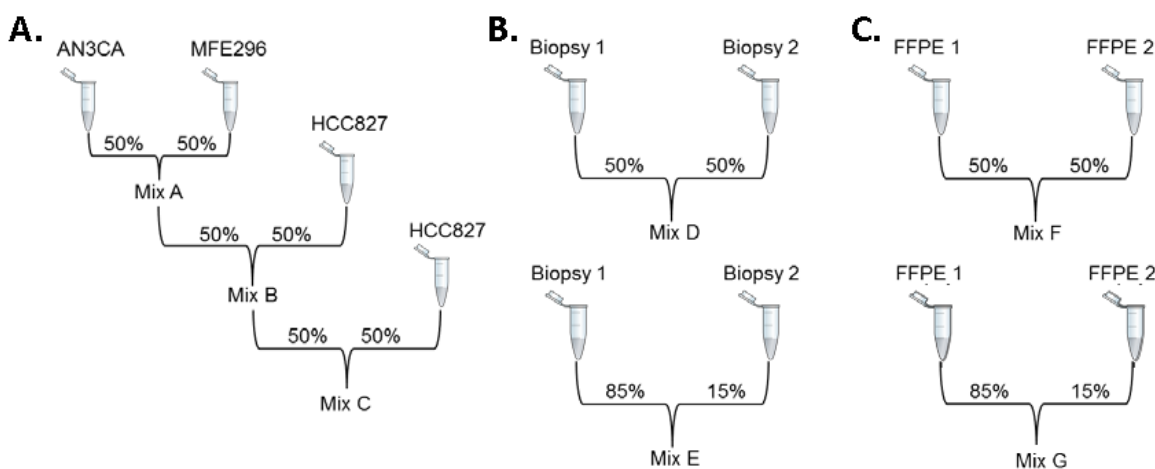 A.
AN3CA MFE296
HCC827
50% 50%
Mix A
HCC827
50% 50%
Mix B
50% 50%
Mix C
B.
Biopsy 1 Biopsy 2
50% 50%
Mix D
Biopsy 1 Biopsy 2
85% 15%
Mix E
C.
FFPE 1 FFPE 2
50% 50%
Mix F
FFPE 1 FFPE 2
85% 15%
Mix G